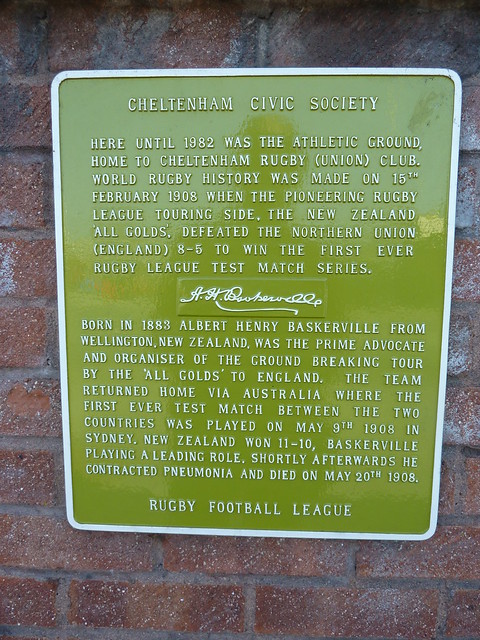 CHELTENHAM CIVIC SOCIETY
HERE UNTIL 1982 WAS THE ATHLETIC GROUND,
HOME TO CHELTENHAM RUGBY (UNION) CLUB.
WORLD RUGBY HISTORY WAS MADE ON 15TH
FEBRUARY 1908 WHEN THE PIONEERING RUGBY
LEAGUE TOURING SIDE, THE NEW ZEALAND
'ALL GOLDS', DEFEATED THE NORTHERN UNION
(ENGLAND) 8-5 TO WIN THE FIRST EVER
RUGBY LEAGUE TEST MATCH SERIES.
A.H. Baskerville
BORN IN 1883 ALBERT HENRY BASKERVILLE FROM
WELLINGTON, NEW ZEALAND, WAS THE PRIME ADVOCATE
AND ORGANISER OF THE GROUND BREAKING TOUR
BY THE 'ALL GOLDS' TO ENGLAND. THE TEAM
RETURNED HOME VIA AUSTRALIA WHERE THE
FIRST EVER TEST MATCH BETWEEN THE TWO
COUNTRIES WAS PLAYED ON MAY 9TH 1908 IN
SYDNEY. NEW ZEALAND WON 11-10, BASKERVILLE
PLAYING A LEADING ROLE. SHORTLY AFTERWARDS HE
CONTRACTED PNEUMONIA AND DIED ON MAY 20TH 1908.
RUGBY FOOTBALL LEAGUE